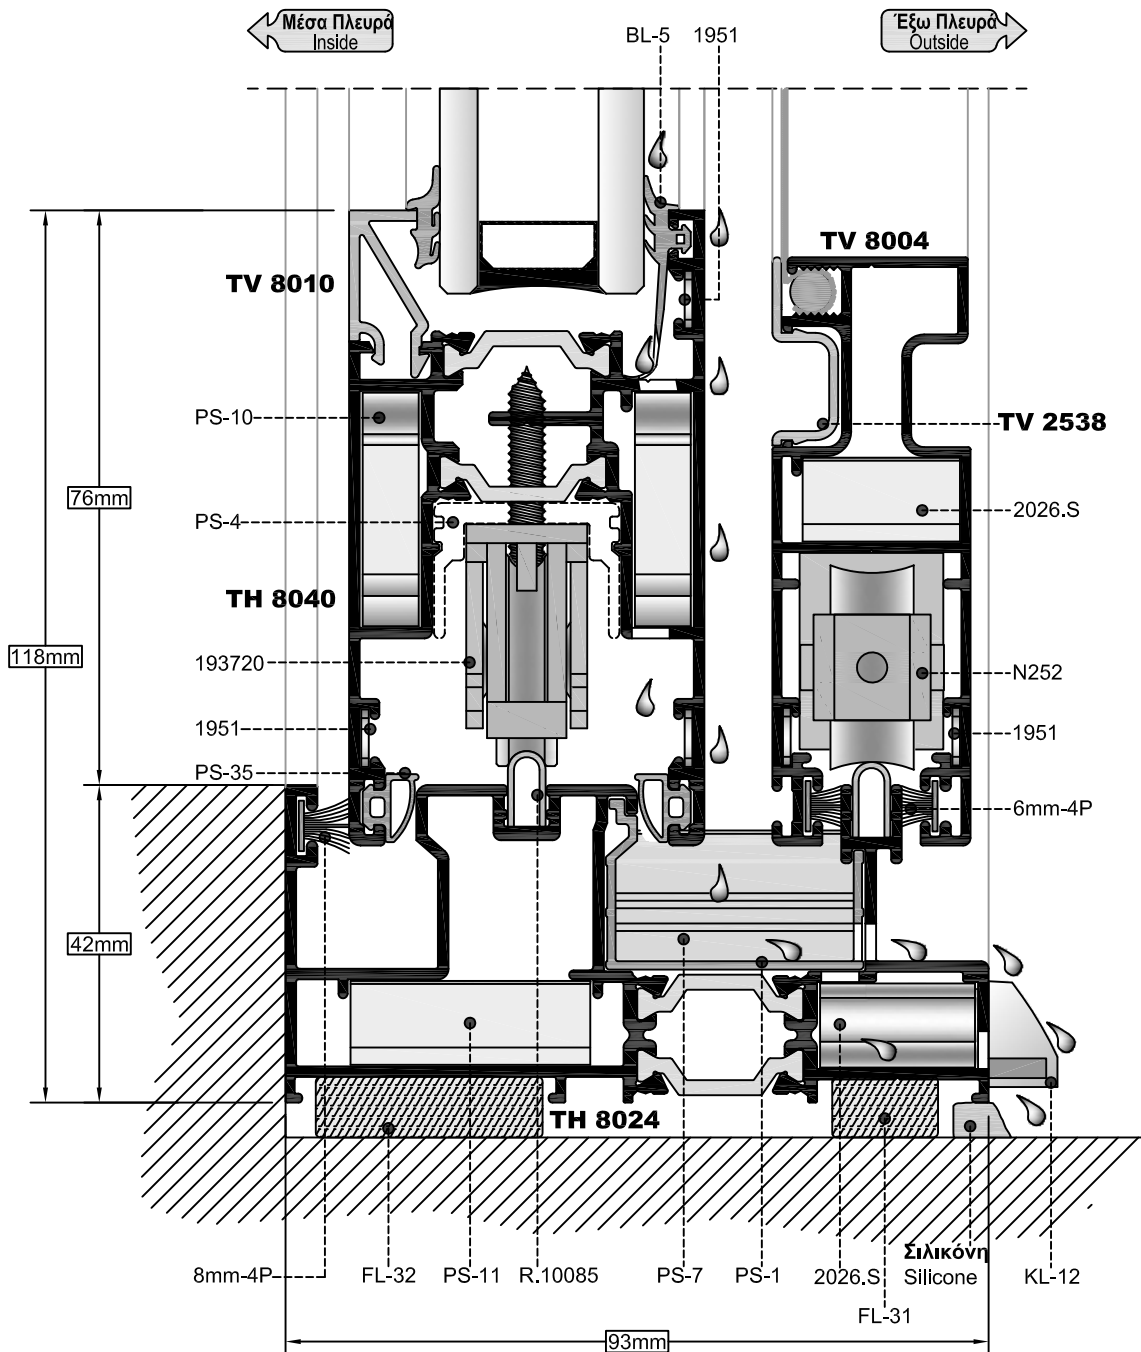 Μέσα Πλευρά
Inside
Έξω Πλευρά
Outside
BL-5
1951
TV 8004
TV 8010
PS-10
TV 2538
76mm
2026.S
PS-4
TH 8040
118mm
193720
N252
1951
1951
PS-35
6mm-4P
42mm
TH 8024
8mm-4P
FL-32
PS-11
R.10085
PS-7
PS-1
2026.S
Σιλικόνη
Silicone
KL-12
FL-31
93mm